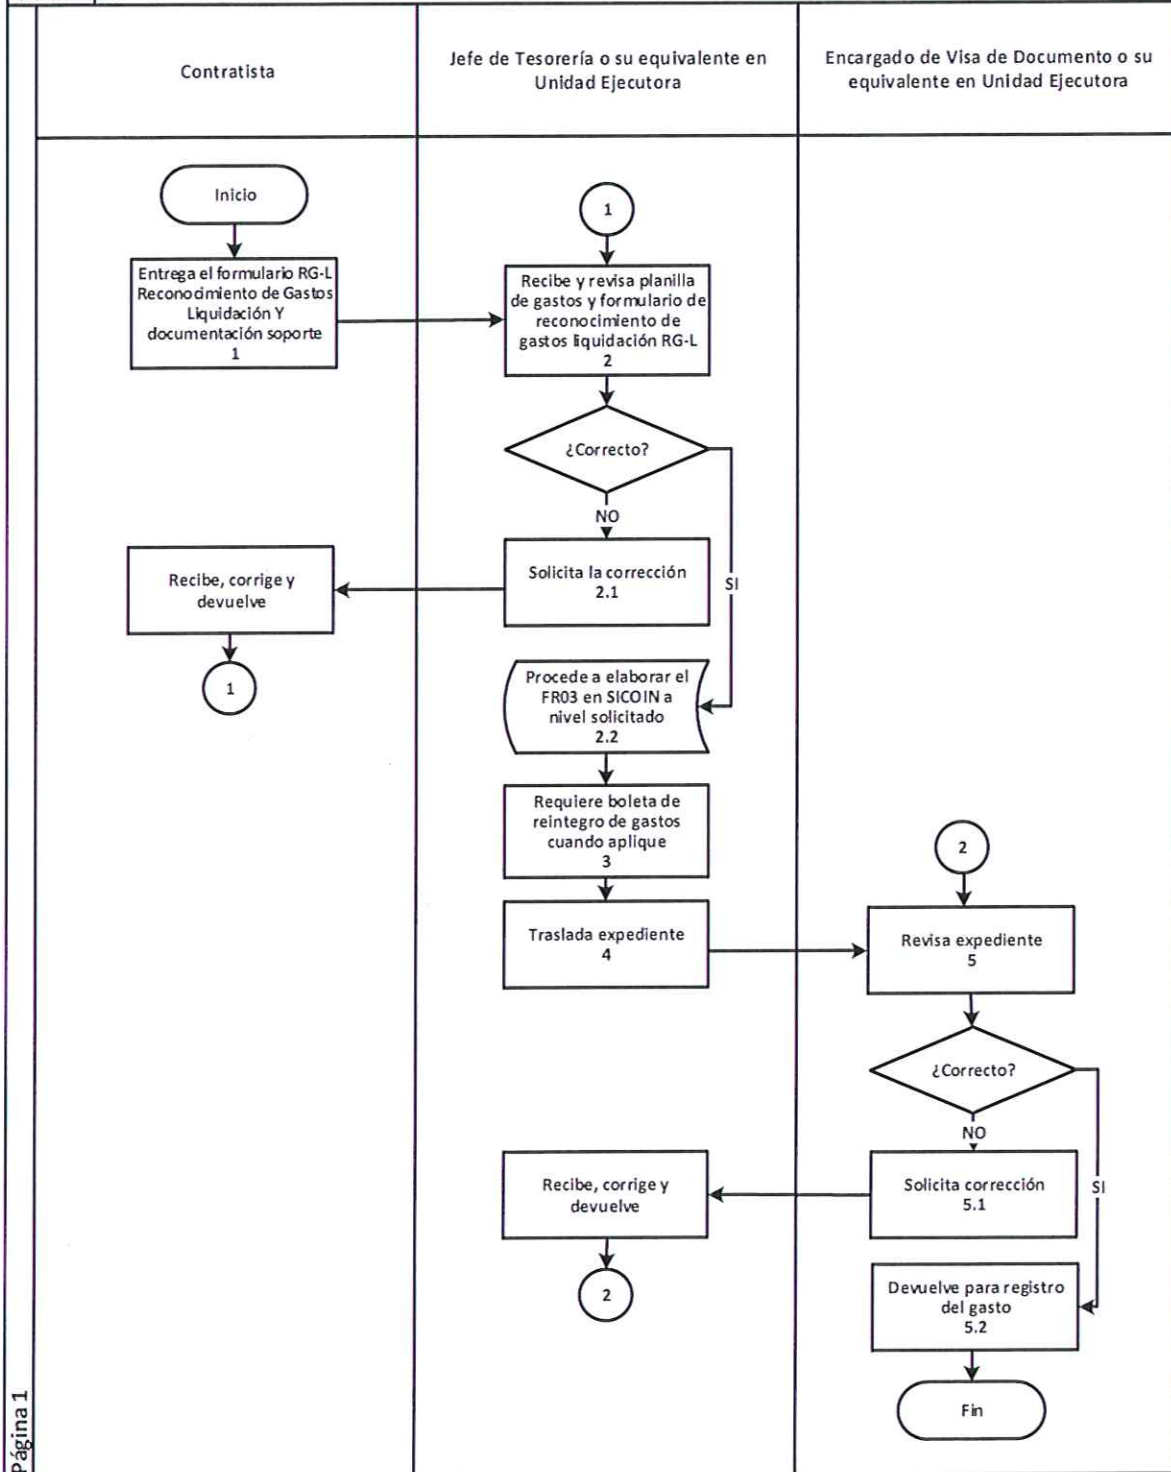 Contratista
Jefe de Tesorería o su equivalente en
Unidad Ejecutora
Encargado de Visa de Documento o su
equivalente en Unidad Ejecutora
Inicio
1
Entrega el formulario RG-L
Reconocimiento de Gastos
Liquidación Y
documentación soporte
1
Recibe y revisa planilla
de gastos y formulario de
reconocimiento de
gastos liquidación RG-L
2
¿Correcto?
NO
SI
Solicita la corrección
2.1
Recibe, corrige y
devuelve
1
Procede a elaborar el
FR03 en SICOIN a
nivel solicitado
2.2
Requiere boleta de
reintegro de gastos
cuando aplique
3
2
Traslada expediente
4
Revisa expediente
5
¿Correcto?
NO
SI
Solicita corrección
5.1
Recibe, corrige y
devuelve
2
Devuelve para registro
del gasto
5.2
Fin
Página 1